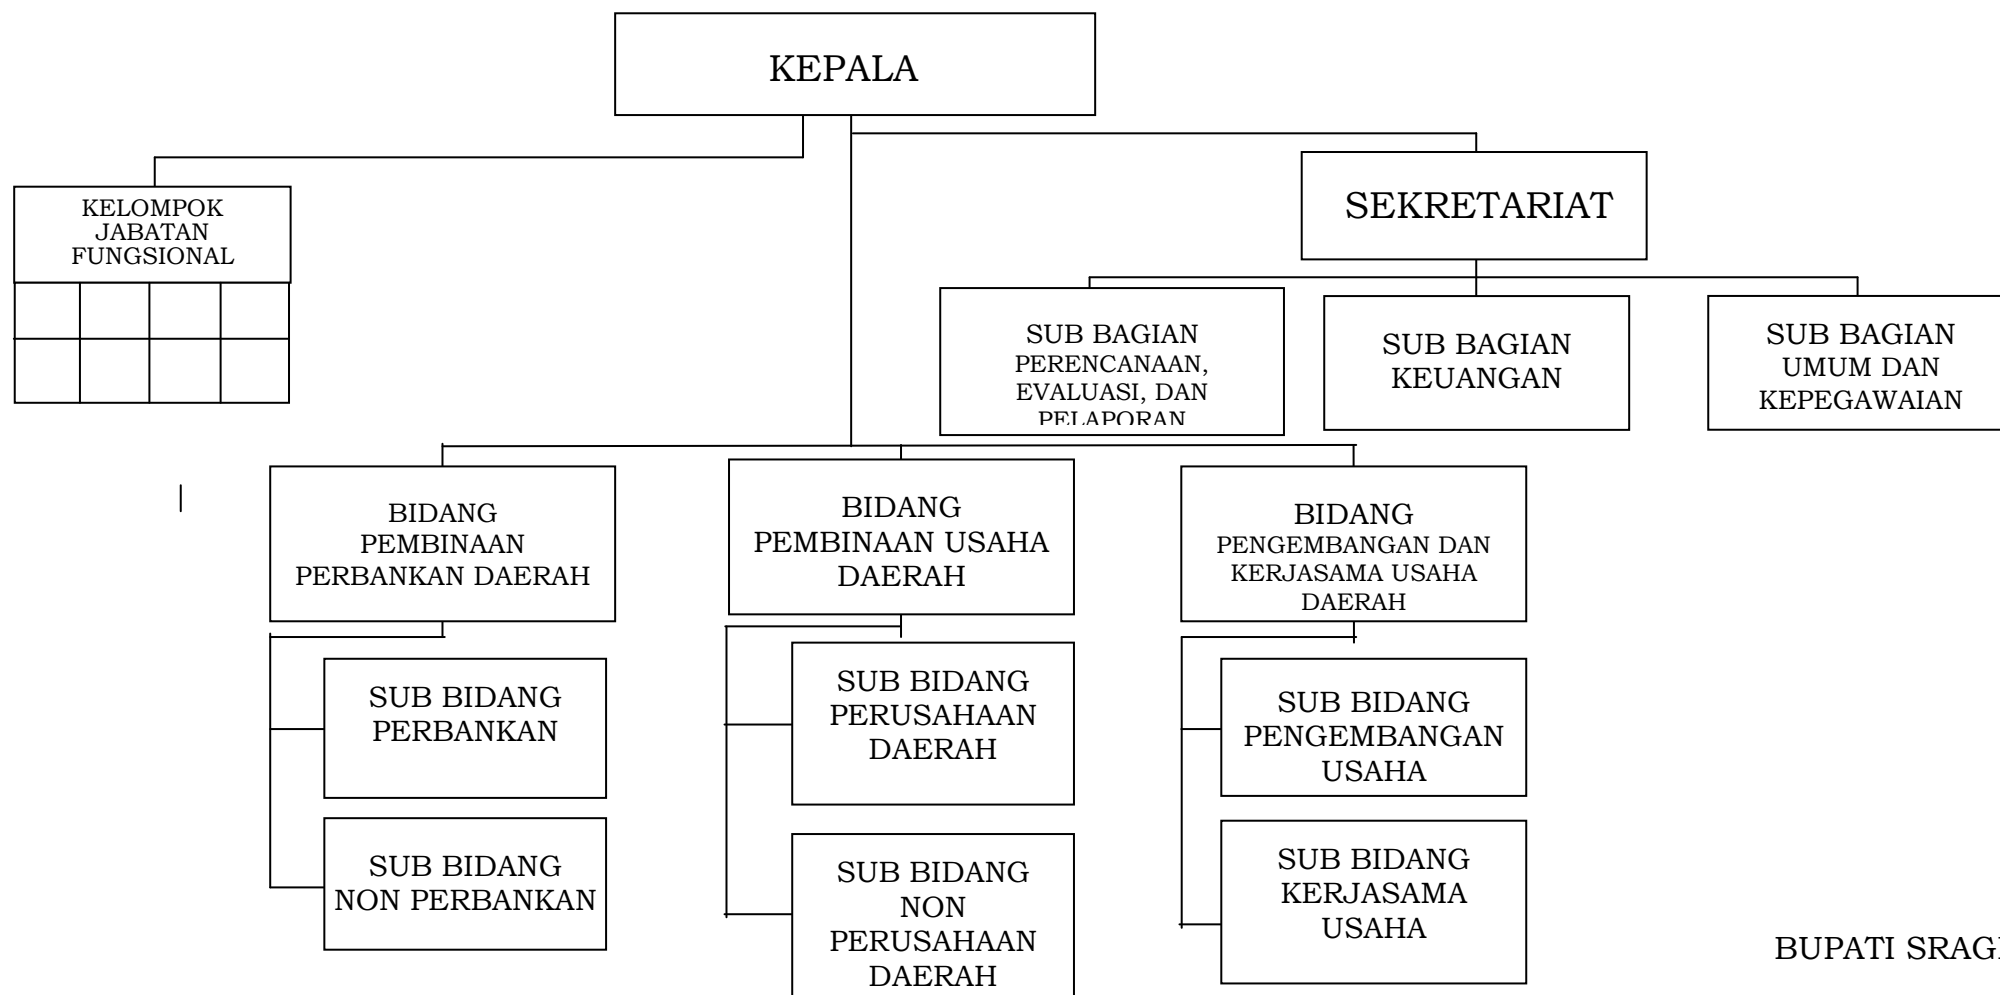 KEPALA
SEKRETARIAT
KELOMPOK
JABATAN
FUNGSIONAL
SUB BAGIAN
PERENCANAAN,
EVALUASI, DAN
PELAPORAN
SUB BAGIAN
KEUANGAN
SUB BAGIAN
UMUM DAN
KEPEGAWAIAN
BIDANG
PEMBINAAN
PERBANKAN DAERAH
BIDANG
PEMBINAAN USAHA
DAERAH
BIDANG
PENGEMBANGAN DAN
KERJASAMA USAHA
DAERAH
SUB BIDANG
PERBANKAN
SUB BIDANG
PERUSAHAAN
DAERAH
SUB BIDANG
PENGEMBANGAN
USAHA
SUB BIDANG
NON PERBANKAN
SUB BIDANG
NON
PERUSAHAAN
DAERAH
SUB BIDANG
KERJASAMA
USAHA
BUPATI